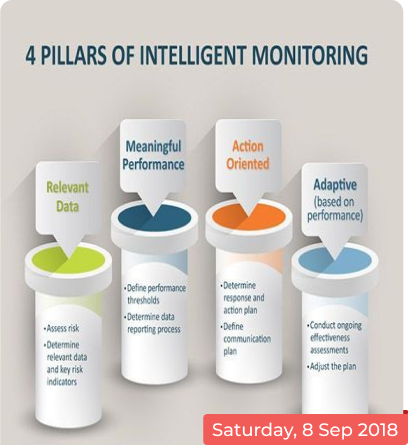 4 PILLARS OF INTELLIGENT MONITORING
Relevant
Data
•Assess risk
•Determine
relevant data
and key risk
indicators
Meaningful
Performance
•Define performance
thresholds
•Determine data
reporting process
Action
Oriented
•Determine
response and
action plan
•Define
communication
plan
Adaptive
(based on
performance)
•Conduct ongoing
effectiveness
assessments
•Adjust the plan
Saturday, 8 Sep 2018